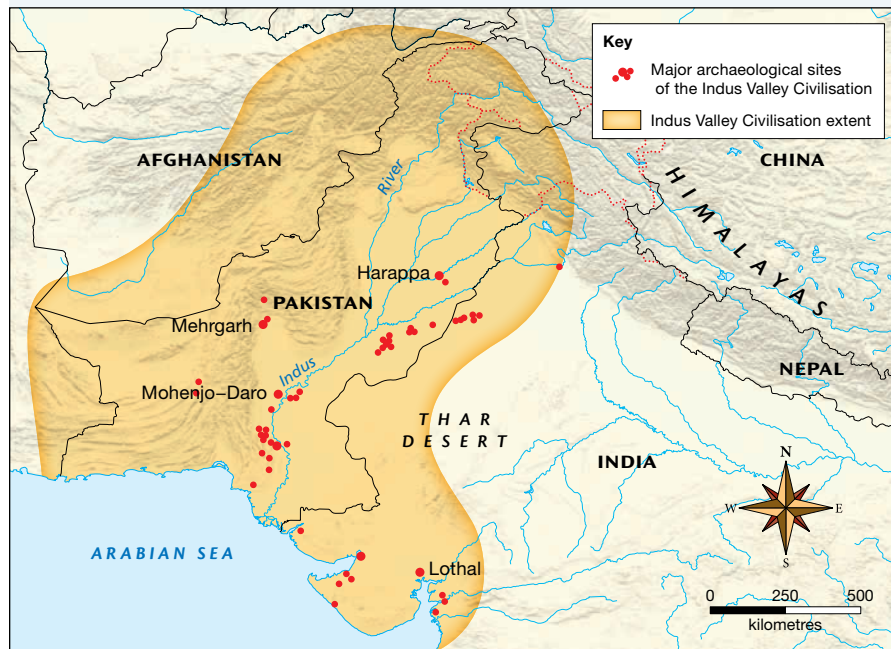 Key
Major archaeological sites
of the Indus Valley Civilisation
Indus Valley Civilisation extent
AFGHANISTAN
CHINA
HIMALAYAS
River
Harappa
PAKISTAN
Mehrgarh
Indus
Mohenjo–Daro
NEPAL
THAR
DESERT
INDIA
N
W
E
S
ARABIAN SEA
Lothal
0 250 500
kilometres